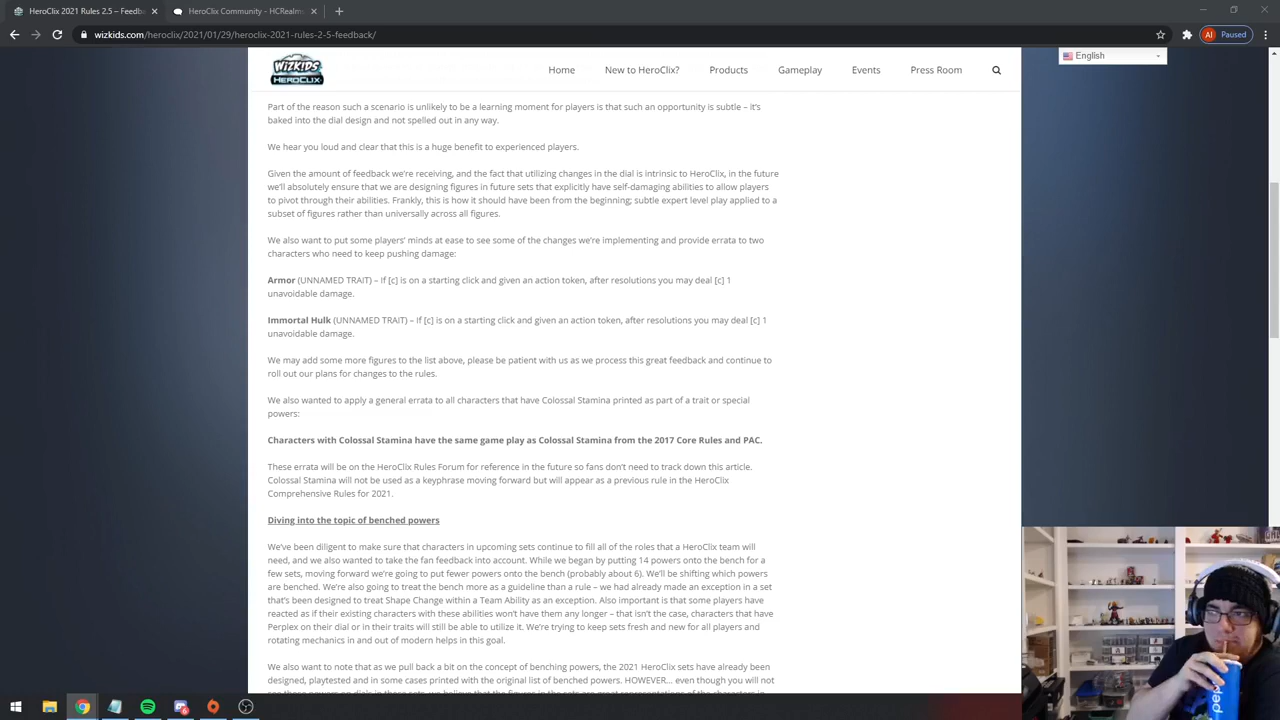 HeroClix 2021 Rules 2.5 – Feedb
HCRealms
wizkids.com/heroclix/2021/01/29/heroclix-2021-rules-2-5-feedback/
AI
Paused
WIZKIDS
HEROCLIX
Home
New to HeroClix?
Products
Gameplay
Events
Press Room
English
Part of the reason such a scenario is unlikely to be a learning moment for players is that such an opportunity is subtle – it's
baked into the dial design and not spelled out in any way.
We hear you loud and clear that this is a huge benefit to experienced players.
Given the amount of feedback we're receiving, and the fact that utilizing changes in the dial is intrinsic to HeroClix, in the future
we'll absolutely ensure that we are designing figures in future sets that explicitly have self-damaging abilities to allow players
to pivot through their abilities. Frankly, this is how it should have been from the beginning; subtle expert level play applied to a
subset of figures rather than universally across all figures.
We also want to put some players' minds at ease to see some of the changes we're implementing and provide errata to two
characters who need to keep pushing damage:
Armor (UNNAMED TRAIT) – If [c] is on a starting click and given an action token, after resolutions you may deal [c] 1
unavoidable damage.
Immortal Hulk (UNNAMED TRAIT) – If [c] is on a starting click and given an action token, after resolutions you may deal [c] 1
unavoidable damage.
We may add some more figures to the list above, please be patient with us as we process this great feedback and continue to
roll out our plans for changes to the rules.
We also wanted to apply a general errata to all characters that have Colossal Stamina printed as part of a trait or special
powers:
Characters with Colossal Stamina have the same game play as Colossal Stamina from the 2017 Core Rules and PAC.
These errata will be on the HeroClix Rules Forum for reference in the future so fans don't need to track down this article.
Colossal Stamina will not be used as a keyphrase moving forward but will appear as a previous rule in the HeroClix
Comprehensive Rules for 2021.
Diving into the topic of benched powers
We've been diligent to make sure that characters in upcoming sets continue to fill all of the roles that a HeroClix team will
need, and we also wanted to take the fan feedback into account. While we began by putting 14 powers onto the bench for a
few sets, moving forward we're going to put fewer powers onto the bench (probably about 6). We'll be shifting which powers
are benched. We're also going to treat the bench more as a guideline than a rule – we had already made an exception in a set
that's been designed to treat Shape Change within a Team Ability as an exception. Also important is that some players have
reacted as if their existing characters with these abilities won't have them any longer – that isn't the case, characters that have
Perplex on their dial or in their traits will still be able to utilize it. We're trying to keep sets fresh and new for all players and
rotating mechanics in and out of modern helps in this goal.
We also want to note that as we pull back a bit on the concept of benching powers, the 2021 HeroClix sets have already been
designed, playtested and in some cases printed with the original list of benched powers. HOWEVER… even though you will not
pepsi